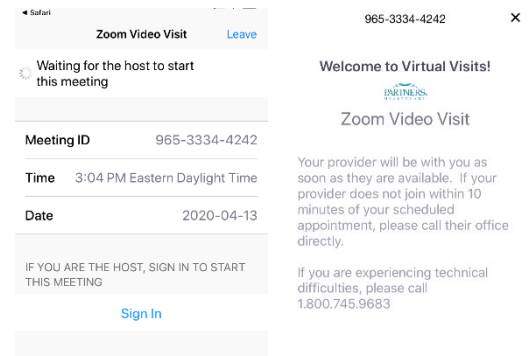 ◄ Safari
Zoom Video Visit
Leave
Waiting for the host to start
this meeting
Meeting ID 965-3334-4242
Time 3:04 PM Eastern Daylight Time
Date 2020-04-13
IF YOU ARE THE HOST, SIGN IN TO START
THIS MEETING
Sign In
965-3334-4242 ×
Welcome to Virtual Visits!
PARTNERS.
HEALTHCARE
Zoom Video Visit
Your provider will be with you as
soon as they are available. If your
provider does not join within 10
minutes of your scheduled
appointment, please call their office
directly.
If you are experiencing technical
difficulties, please call
1.800.745.9683